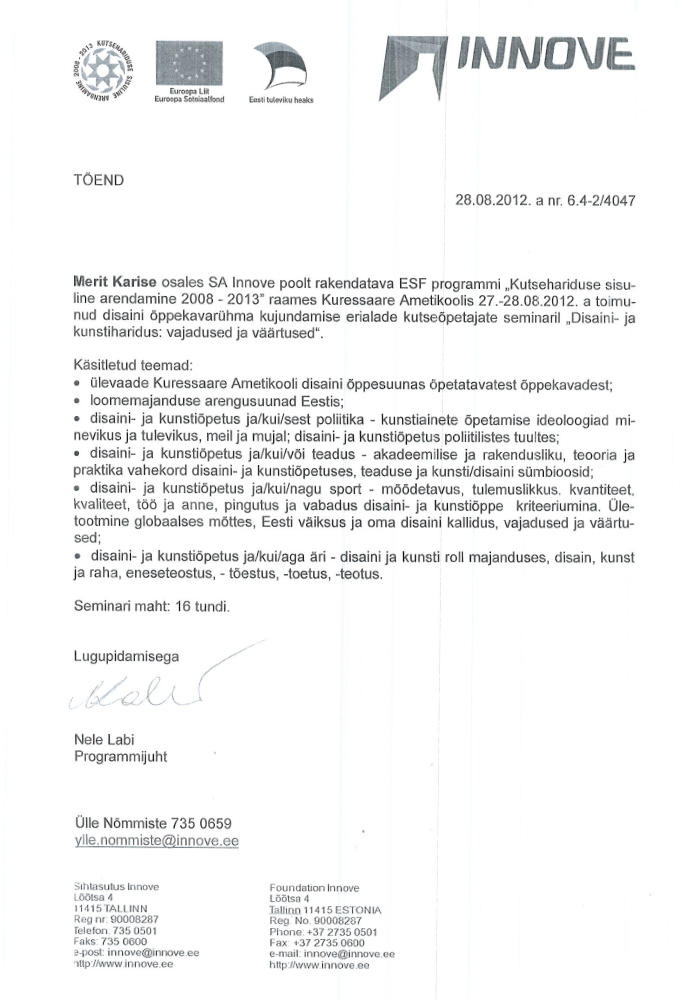 2008 - 2013 KUTSEHARIDUSE SISULINE ARENDAMINE
Euroopa Liit
Euroopa Sotsiaalfond
Eesti tuleviku heaks
INNOVE
TÕEND
28.08.2012. a nr. 6.4-2/4047
Merit Karise osales SA Innove poolt rakendatava ESF programmi „Kutsehariduse sisu-
line arendamine 2008 - 2013” raames Kuressaare Ametikoolis 27.-28.08.2012. a toimu-
nud disaini õppekavarühma kujundamise erialade kutseõpetajate seminaril „Disaini- ja
kunstiharidus: vajadused ja väärtused“.
Käsitletud teemad:
• ülevaade Kuressaare Ametikooli disaini õppesuunas õpetatavatest õppekavadest;
• loomemajanduse arengusuunad Eestis;
• disaini- ja kunstiõpetus ja/kui/sest poliitika - kunstiainete õpetamise ideoloogiad mi-
nevikus ja tulevikus, meil ja mujal; disaini- ja kunstiõpetus poliitilistes tuultes;
• disaini- ja kunstiõpetus ja/kui/või teadus - akadeemilise ja rakendusliku, teooria ja
praktika vahekord disaini- ja kunstiõpetuses, teaduse ja kunsti/disaini sümbioosid;
• disaini- ja kunstiõpetus ja/kui/nagu sport - mõõdetavus, tulemuslikkus. kvantiteet,
kvaliteet, töö ja anne, pingutus ja vabadus disaini- ja kunstiõppe kriteeriumina. Üle-
tootmine globaalses mõttes, Eesti väiksus ja oma disaini kallidus, vajadused ja väärtu-
sed;
• disaini- ja kunstiõpetus ja/kui/aga äri - disaini ja kunsti roll majanduses, disain, kunst
ja raha, eneseteostus, - tõestus, -toetus, -teotus.
Seminari maht: 16 tundi.
Lugupidamisega
Nele Labi
Programmijuht
Ülle Nõmmiste 735 0659
ylle.nommiste@innove.ee
Sihtasutus Innove
Lõõtsa 4
11415 TALLINN
Reg nr: 90008287
Telefon: 735 0501
Faks: 735 0600
e-post: innove@innove.ee
http://www.innove.ee
Foundation Innove
Lõõtsa 4
Tallinn 11415 ESTONIA
Reg. No. 90008287
Phone: +37 2735 0501
Fax: +37 2735 0600
e-mail: innove@innove.ee
http://www.innove.ee